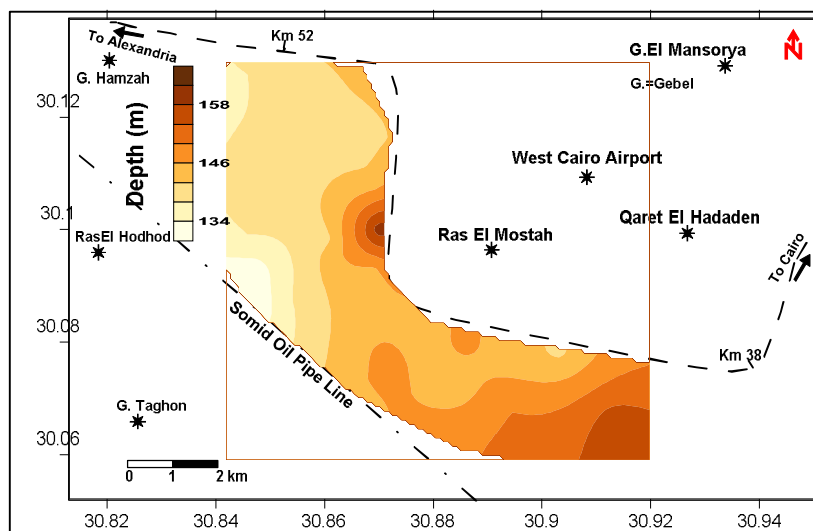 To Alexandria
Km 52
G. Hamzah
G.El Mansorya
G.=Gebel
N
30.12
Depth (m)
158
146
134
West Cairo Airport
Qaret El Hadaden
30.1
RasEl Hodhod
Ras El Mostah
To Cairo
30.08
Somid Oil Pipe Line
Km 38
G. Taghon
30.06
0 1 2 km
30.82 30.84 30.86 30.88 30.9 30.92 30.94